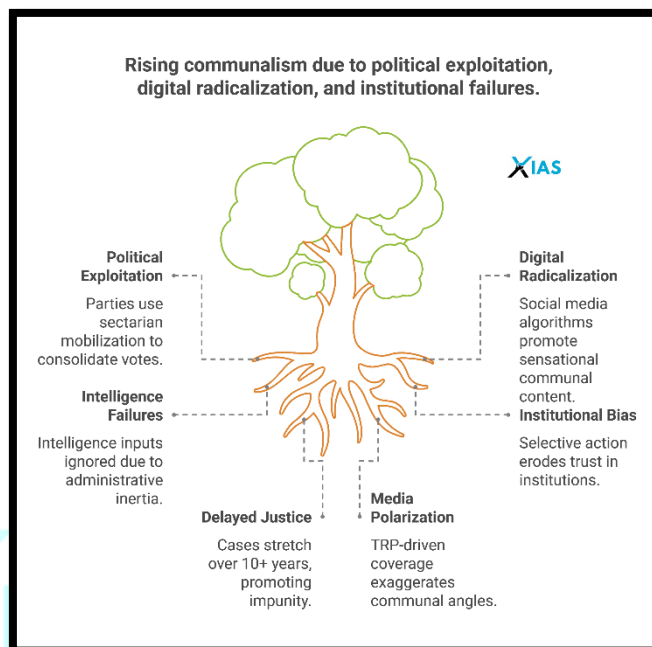 Rising communalism due to political exploitation,
digital radicalization, and institutional failures.
XIAS
Political
Exploitation
Parties use
sectarian
mobilization to
consolidate votes.
Intelligence
Failures
Intelligence inputs
ignored due to
administrative
inertia.
Delayed Justice
Cases stretch
over 10+ years,
promoting
impunity.
Media
Polarization
TRP-driven
coverage
exaggerates
communal angles.
Digital
Radicalization
Social media
algorithms
promote
sensational
communal
content.
Institutional Bias
Selective action
erodes trust in
institutions.